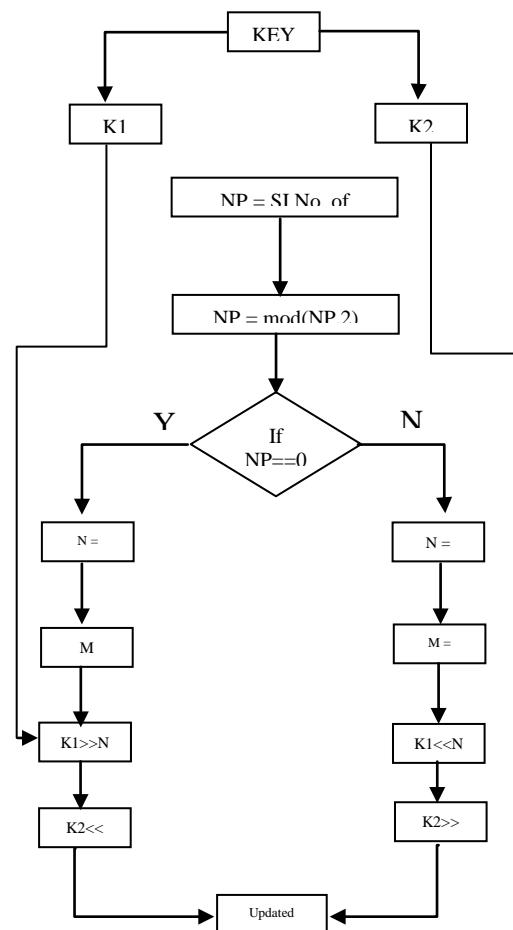 KEY
K1
K2
NP = Sl No. of
NP = mod(NP,2)
Y
N
If
NP==0
N =
N =
M
M =
K1>>N
K1<<N
K2<<
K2>>
Updated